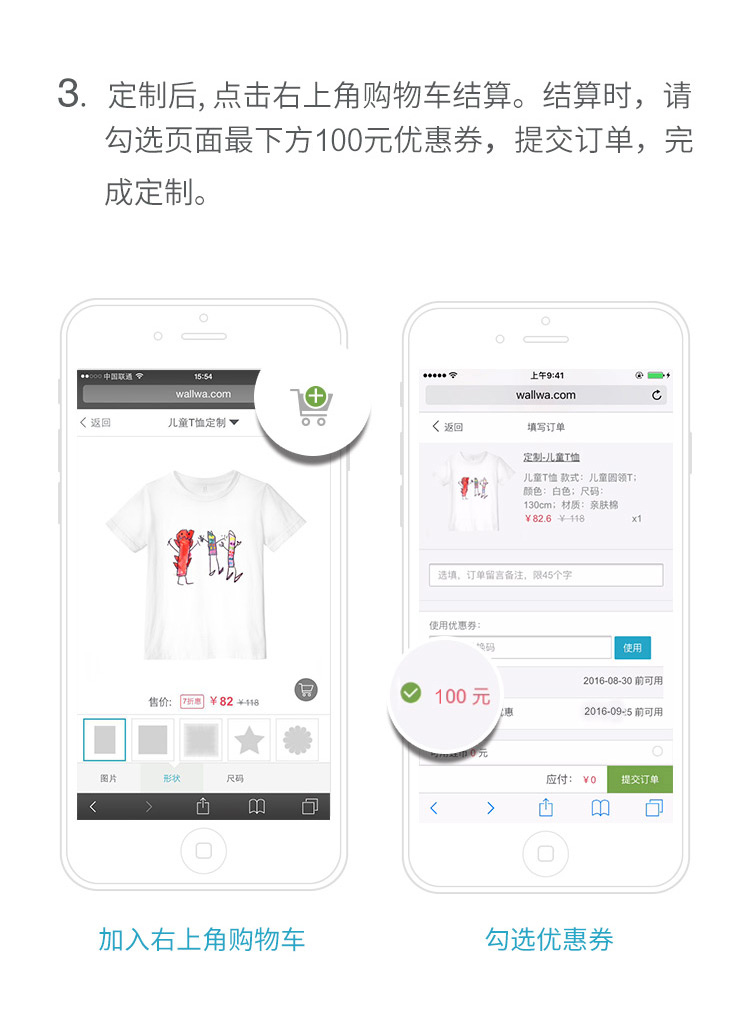 3. 定制后, 点击右上角购物车结算。结算时，请
勾选页面最下方100元优惠券，提交订单，完
成定制。
中国联通
15:54
wallwa.com
返回
儿童T恤定制
售价:
7折惠
￥82
￥118
图片
形状
尺码
加入右上角购物车
上午9:41
wallwa.com
返回
填写订单
定制-儿童T恤
儿童T恤 款式：儿童圆领T；
颜色：白色；尺码：
130cm；材质：亲肤棉
￥82.6
￥118
x1
选填，订单留言备注，限45个字
使用优惠券：
换码
使用
100 元
2016-08-30 前可用
惠
2016-09- 5 前可用
0 元
应付：
￥0
提交订单
勾选优惠券